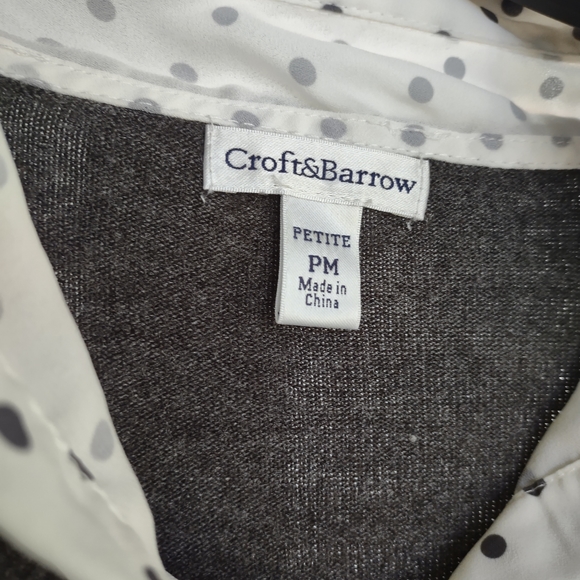 Croft&Barrow
PETITE
PM
Made in
China